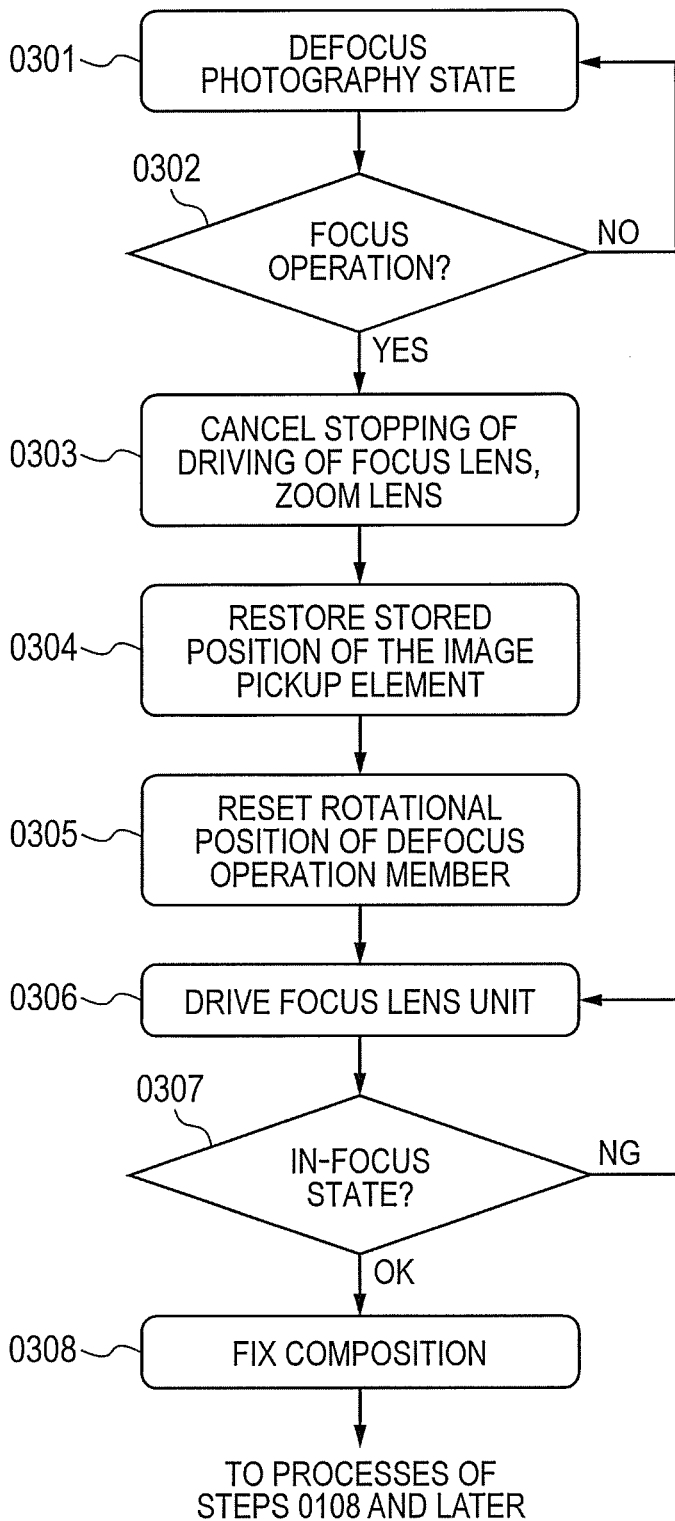 0301
DEFOCUS
PHOTOGRAPHY STATE
0302
FOCUS
OPERATION?
NO
YES
0303
CANCEL STOPPING OF
DRIVING OF FOCUS LENS,
ZOOM LENS
0304
RESTORE STORED
POSITION OF THE IMAGE
PICKUP ELEMENT
0305
RESET ROTATIONAL
POSITION OF DEFOCUS
OPERATION MEMBER
0306
DRIVE FOCUS LENS UNIT
0307
IN-FOCUS
STATE?
NG
OK
0308
FIX COMPOSITION
TO PROCESSES OF
STEPS 0108 AND LATER